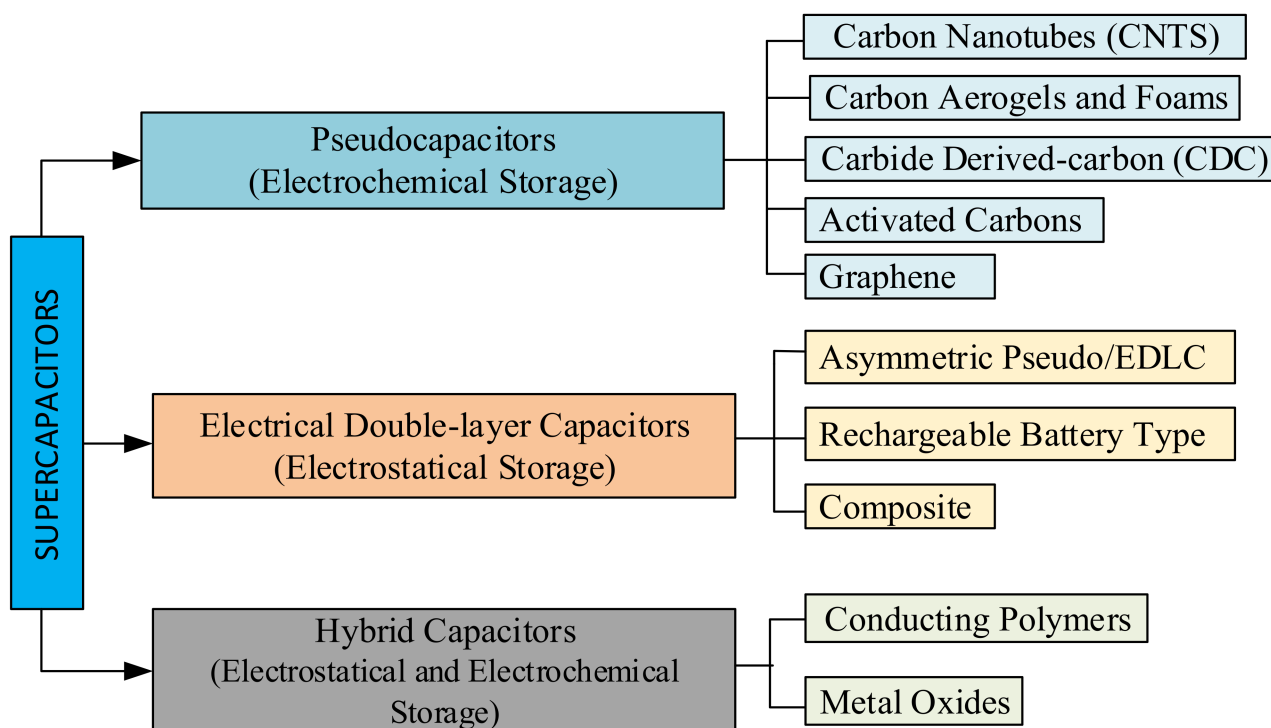 SUPERCAPACITORS
Pseudocapacitors
(Electrochemical Storage)
Carbon Nanotubes (CNTS)
Carbon Aerogels and Foams
Carbide Derived-carbon (CDC)
Activated Carbons
Graphene
Electrical Double-layer Capacitors
(Electrostatical Storage)
Asymmetric Pseudo/EDLC
Rechargeable Battery Type
Composite
Hybrid Capacitors
(Electrostatical and Electrochemical
Storage)
Conducting Polymers
Metal Oxides